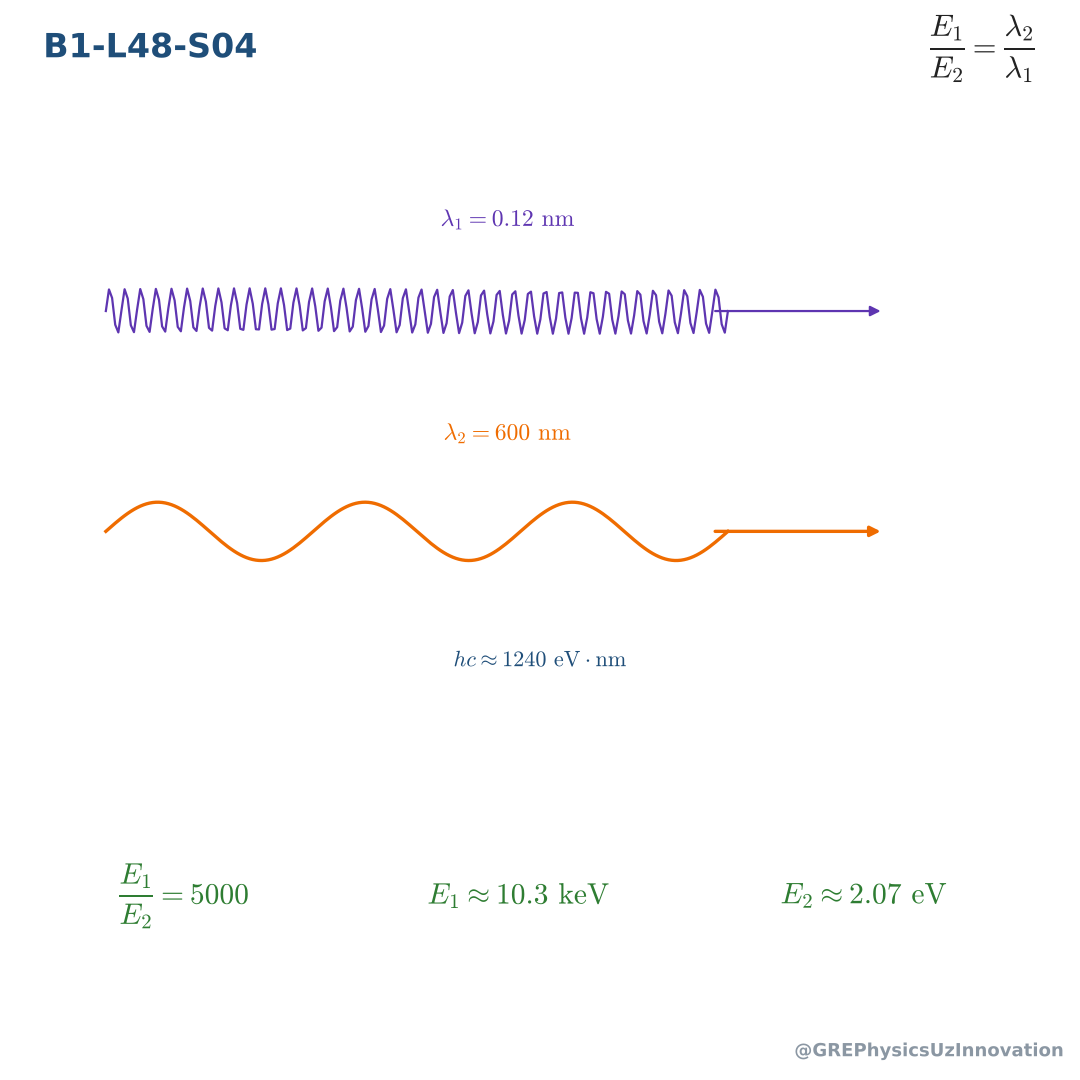 B1-L48-S04
E₁/E₂ = λ₂/λ₁
λ₁ = 0.12 nm
λ₂ = 600 nm
hc ≈ 1240 eV · nm
E₁/E₂ = 5000
E₁ ≈ 10.3 keV
E₂ ≈ 2.07 eV
@GREPhysicsUzInnovation